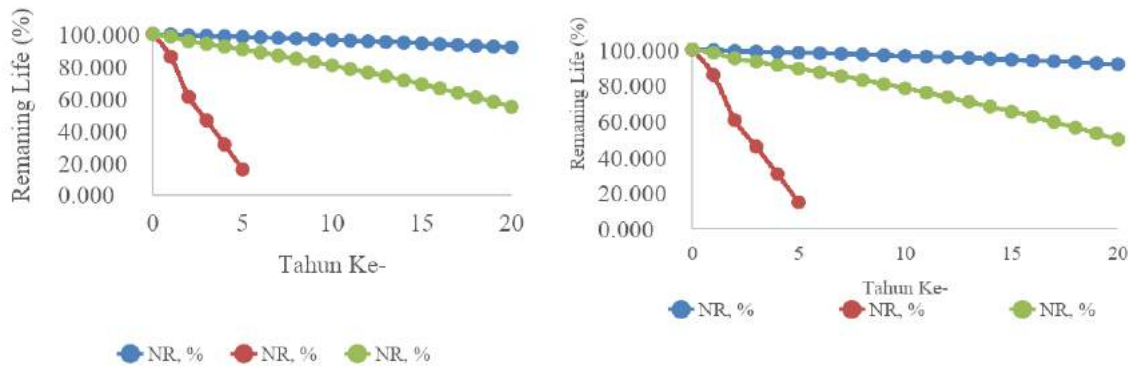 Remaning Life (%)
100.000
80.000
60.000
40.000
20.000
0.000
0 5 10 15 20
Tahun Ke-
NR, % NR, % NR, %
Remaning Life (%)
100.000
80.000
60.000
40.000
20.000
0.000
0 5 10 15 20
Tahun Ke-
NR, % NR, % NR, %